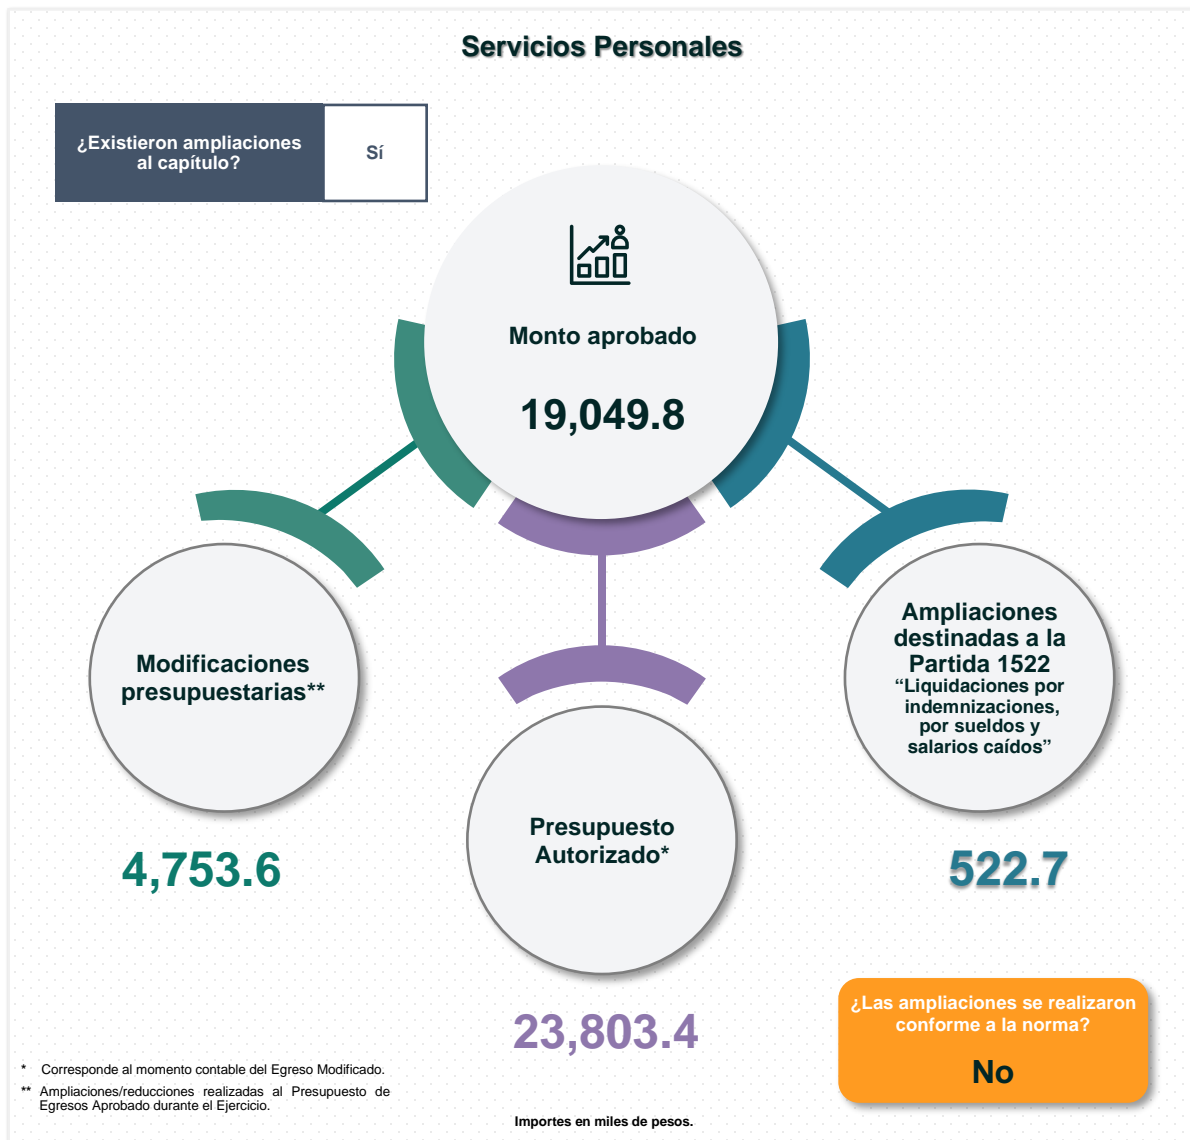 Servicios Personales
¿Existieron ampliaciones
al capítulo?
Sí
Monto aprobado
19,049.8
Modificaciones
presupuestarias**
4,753.6
Presupuesto
Autorizado*
23,803.4
Ampliaciones
destinadas a la
Partida 1522
“Liquidaciones por
indemnizaciones,
por sueldos y
salarios caídos”
522.7
¿Las ampliaciones se realizaron
conforme a la norma?
No
* Corresponde al momento contable del Egreso Modificado.
** Ampliaciones/reducciones realizadas al Presupuesto de
Egresos Aprobado durante el Ejercicio.
Importes en miles de pesos.